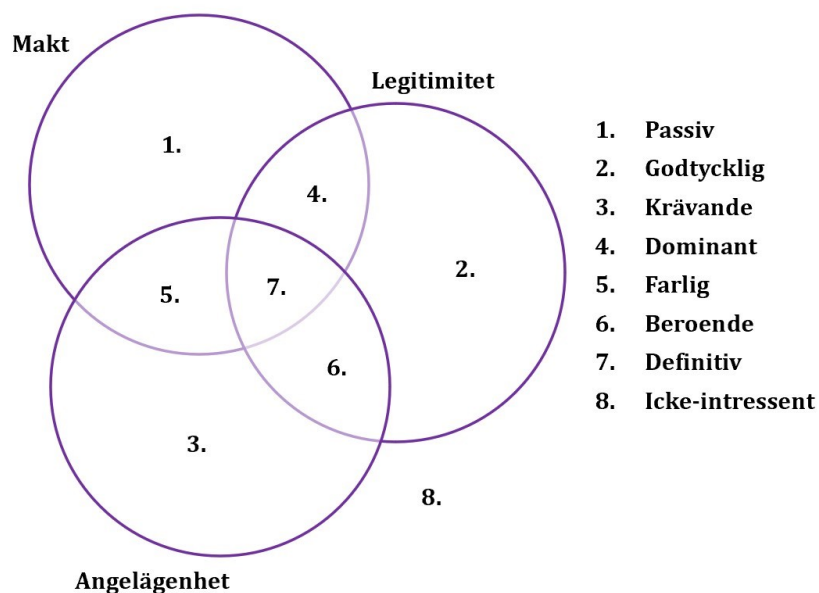 Makt
Legitimitet
1.
4.
2.
5.
7.
6.
3.
8.
Angelägenhet
1. Passiv
2. Godtycklig
3. Krävande
4. Dominant
5. Farlig
6. Beroende
7. Definitiv
8. Icke-intressent